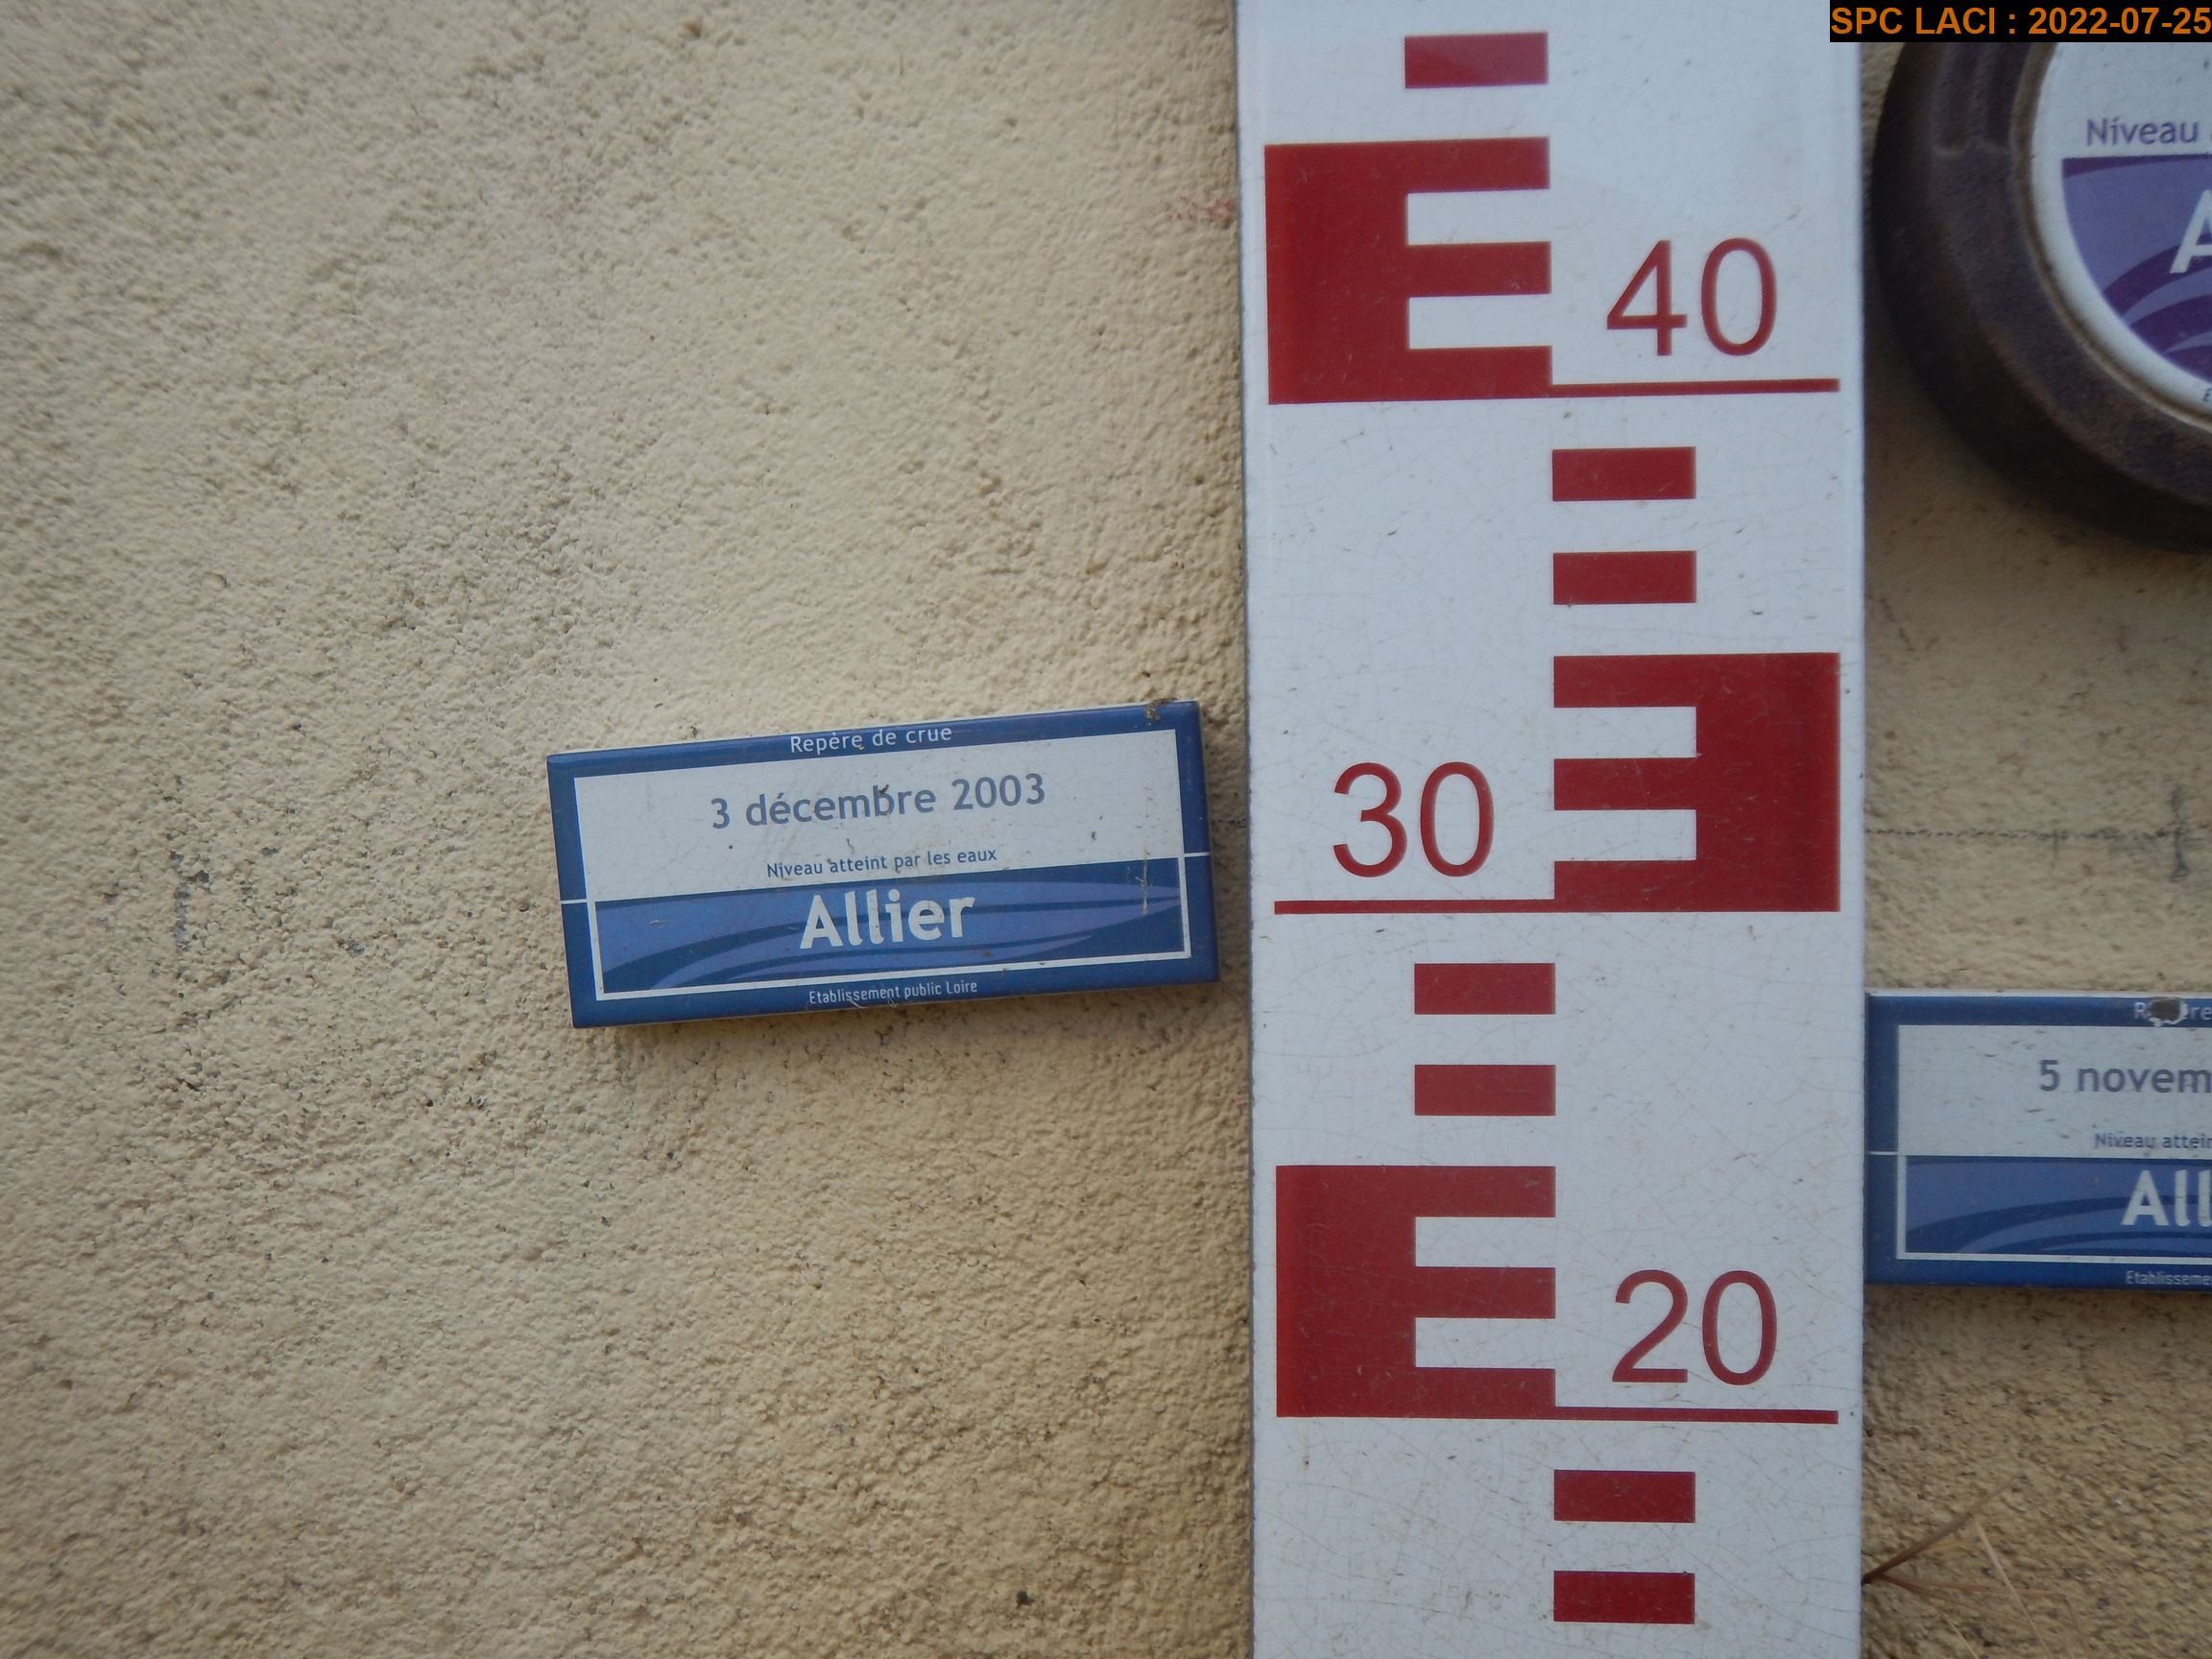 SPC LACI : 2022-07-25
Niveau
40
30
20
Repère de crue
3 décembre 2003
Niveau atteint par les eaux
Allier
Etablissement public Loire
5 novem
Niveau attein
All
Etablisseme